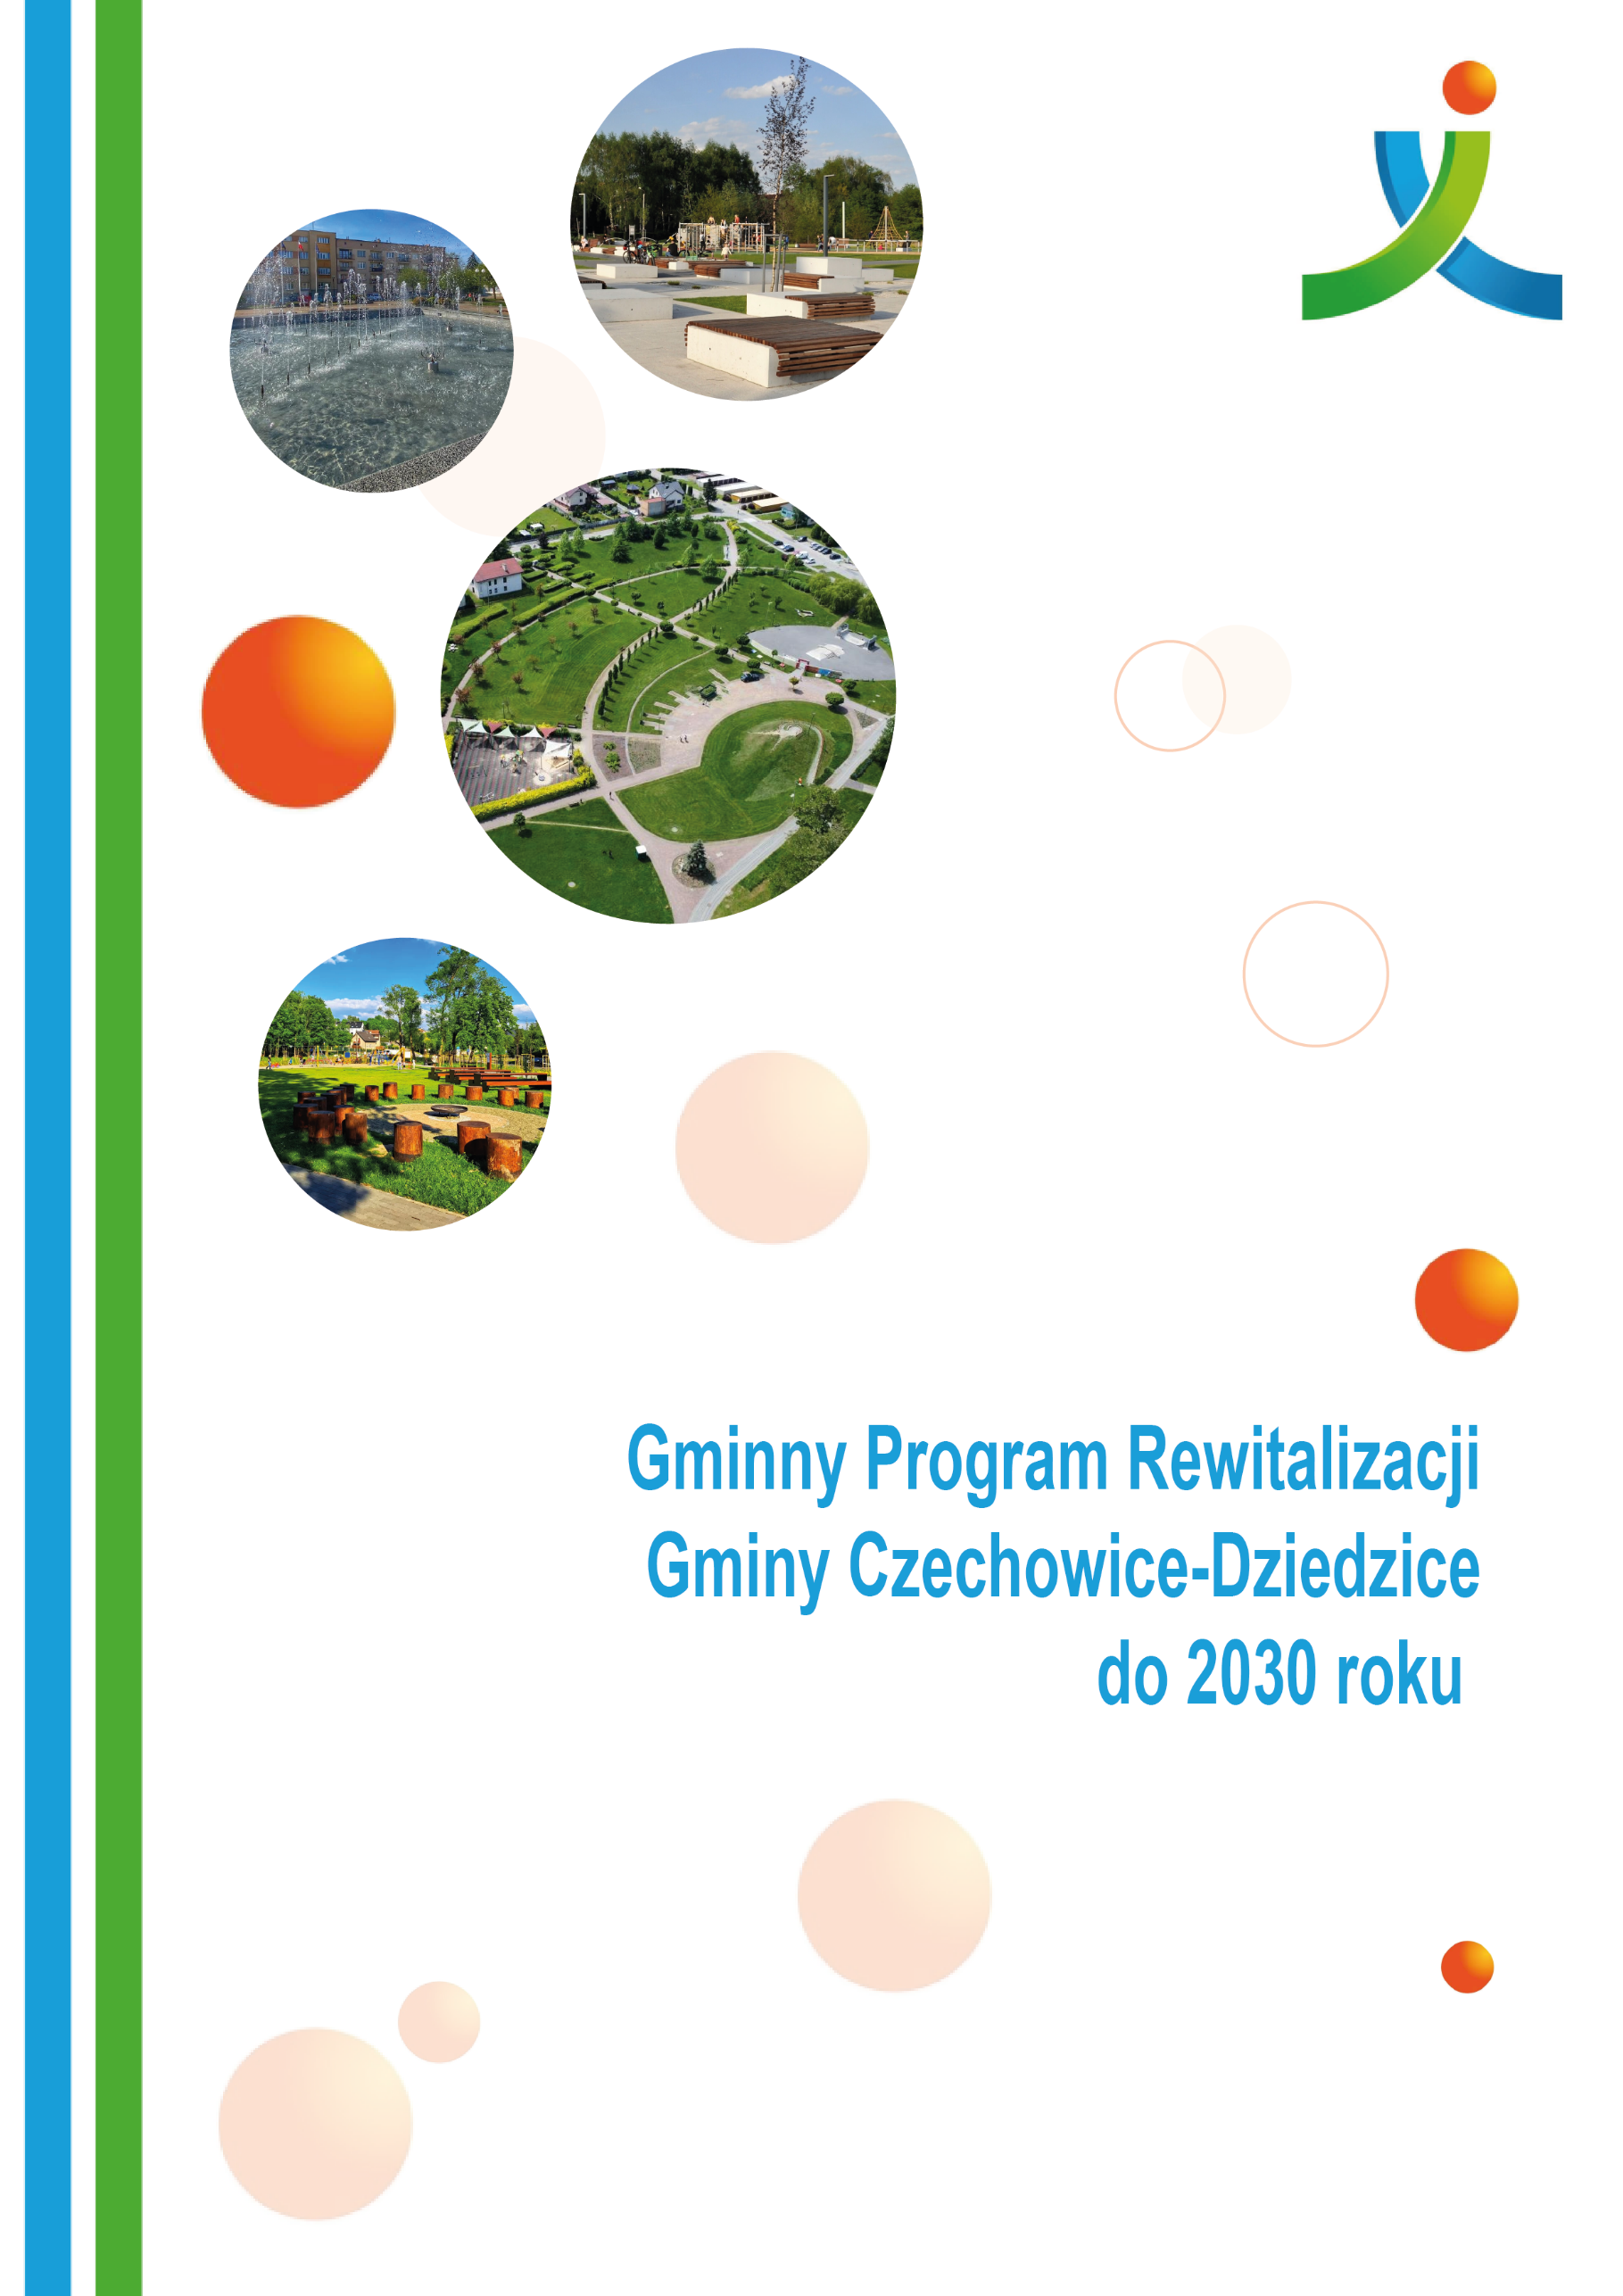 Gminny Program Rewitalizacji
Gminy Czechowice-Dziedzice
do 2030 roku